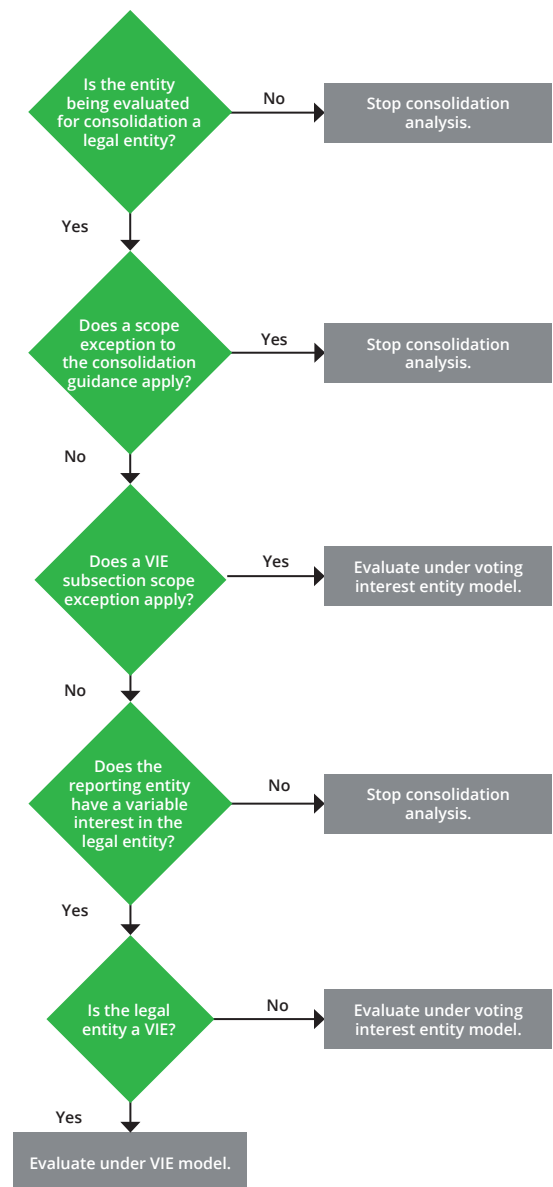 Is the entity
being evaluated
for consolidation a
legal entity?
No
Stop consolidation
analysis.
Yes
Does a scope
exception to
the consolidation
guidance apply?
Yes
Stop consolidation
analysis.
No
Does a VIE
subsection scope
exception apply?
Yes
Evaluate under voting
interest entity model.
No
Does the
reporting entity
have a variable
interest in the
legal entity?
No
Stop consolidation
analysis.
Yes
Is the legal
entity a VIE?
No
Evaluate under voting
interest entity model.
Yes
Evaluate under VIE model.